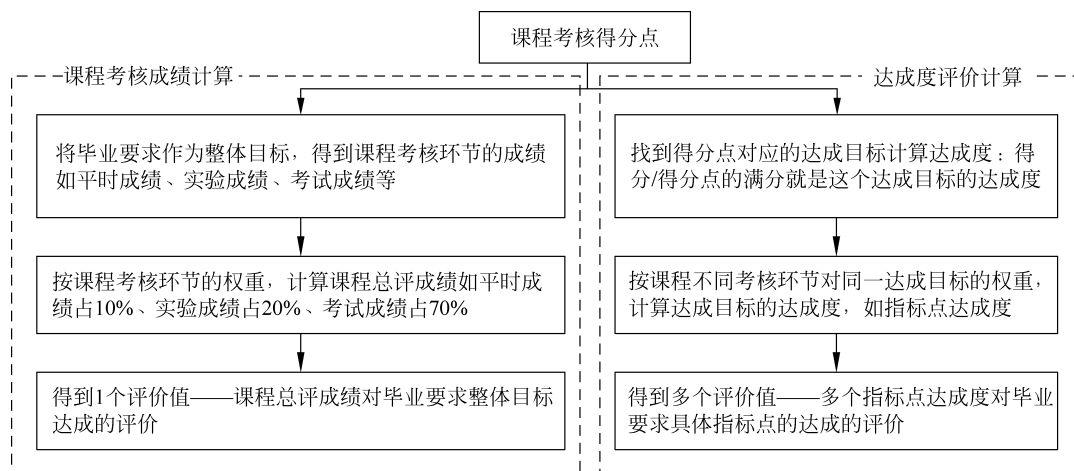 课程考核得分点
课程考核成绩计算
达成度评价计算
将毕业要求作为整体目标，得到课程考核环节的成绩
如平时成绩、实验成绩、考试成绩等
找到得分点对应的达成目标计算达成度：得
分/得分点的满分就是这个达成目标的达成度
按课程考核环节的权重，计算课程总评成绩如平时成
绩占10%、实验成绩占20%、考试成绩占70%
按课程不同考核环节对同一达成目标的权重，
计算达成目标的达成度，如指标点达成度
得到1个评价值——课程总评成绩对毕业要求整体目标
达成的评价
得到多个评价值——多个指标点达成度对毕业
要求具体指标点的达成的评价